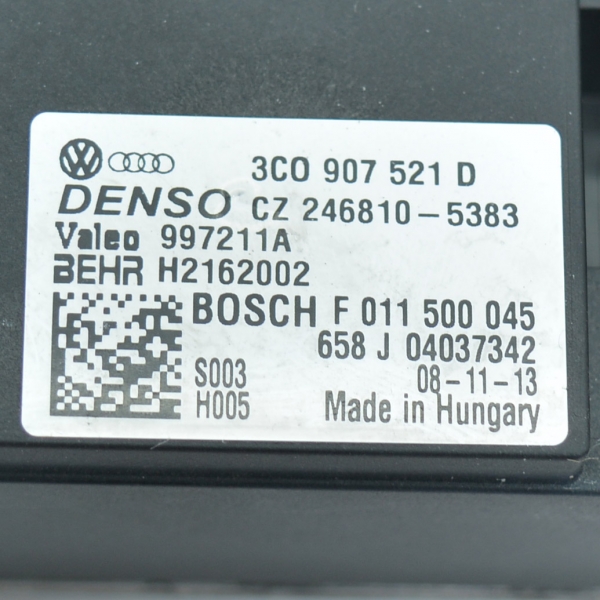 3C0 907 521 D
DENSO CZ 246810-5383
Valeo 997211A
BEHR H2162002
BOSCH F 011 500 045
658 J 04037342
S003 08-11-13
H005 Made in Hungary